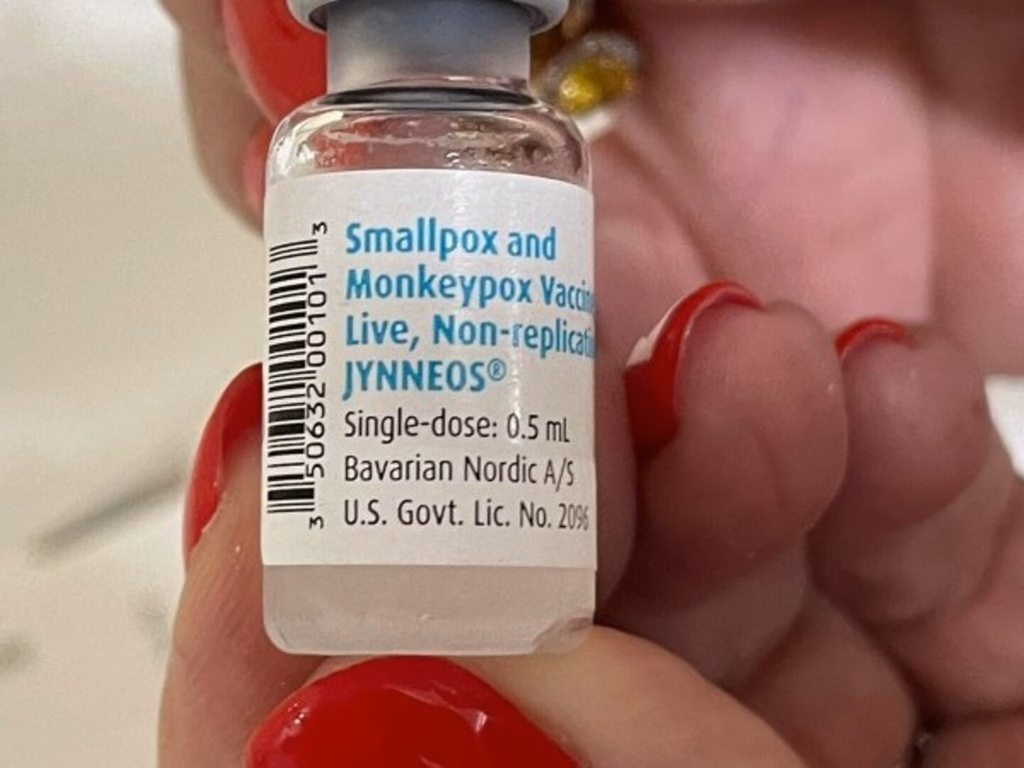 Smallpox and
Monkeypox Vaccin
Live, Non-replicati
JYNNEOS®
Single-dose: 0.5 mL
Bavarian Nordic A/S
U.S. Govt. Lic. No. 2096
3 50632 00101 3